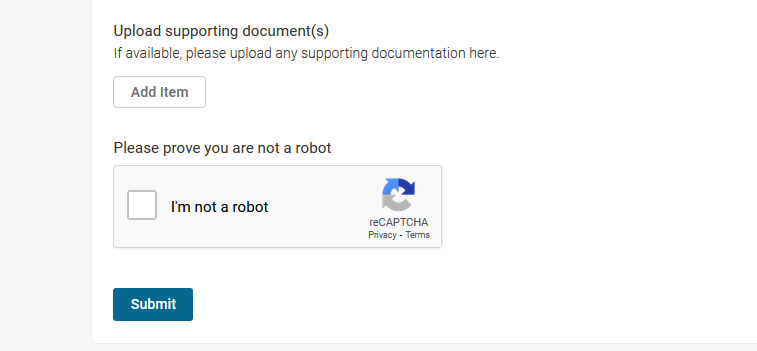 Upload supporting document(s)
If available, please upload any supporting documentation here.
Add Item
Please prove you are not a robot
I'm not a robot
reCAPTCHA
Privacy - Terms
Submit